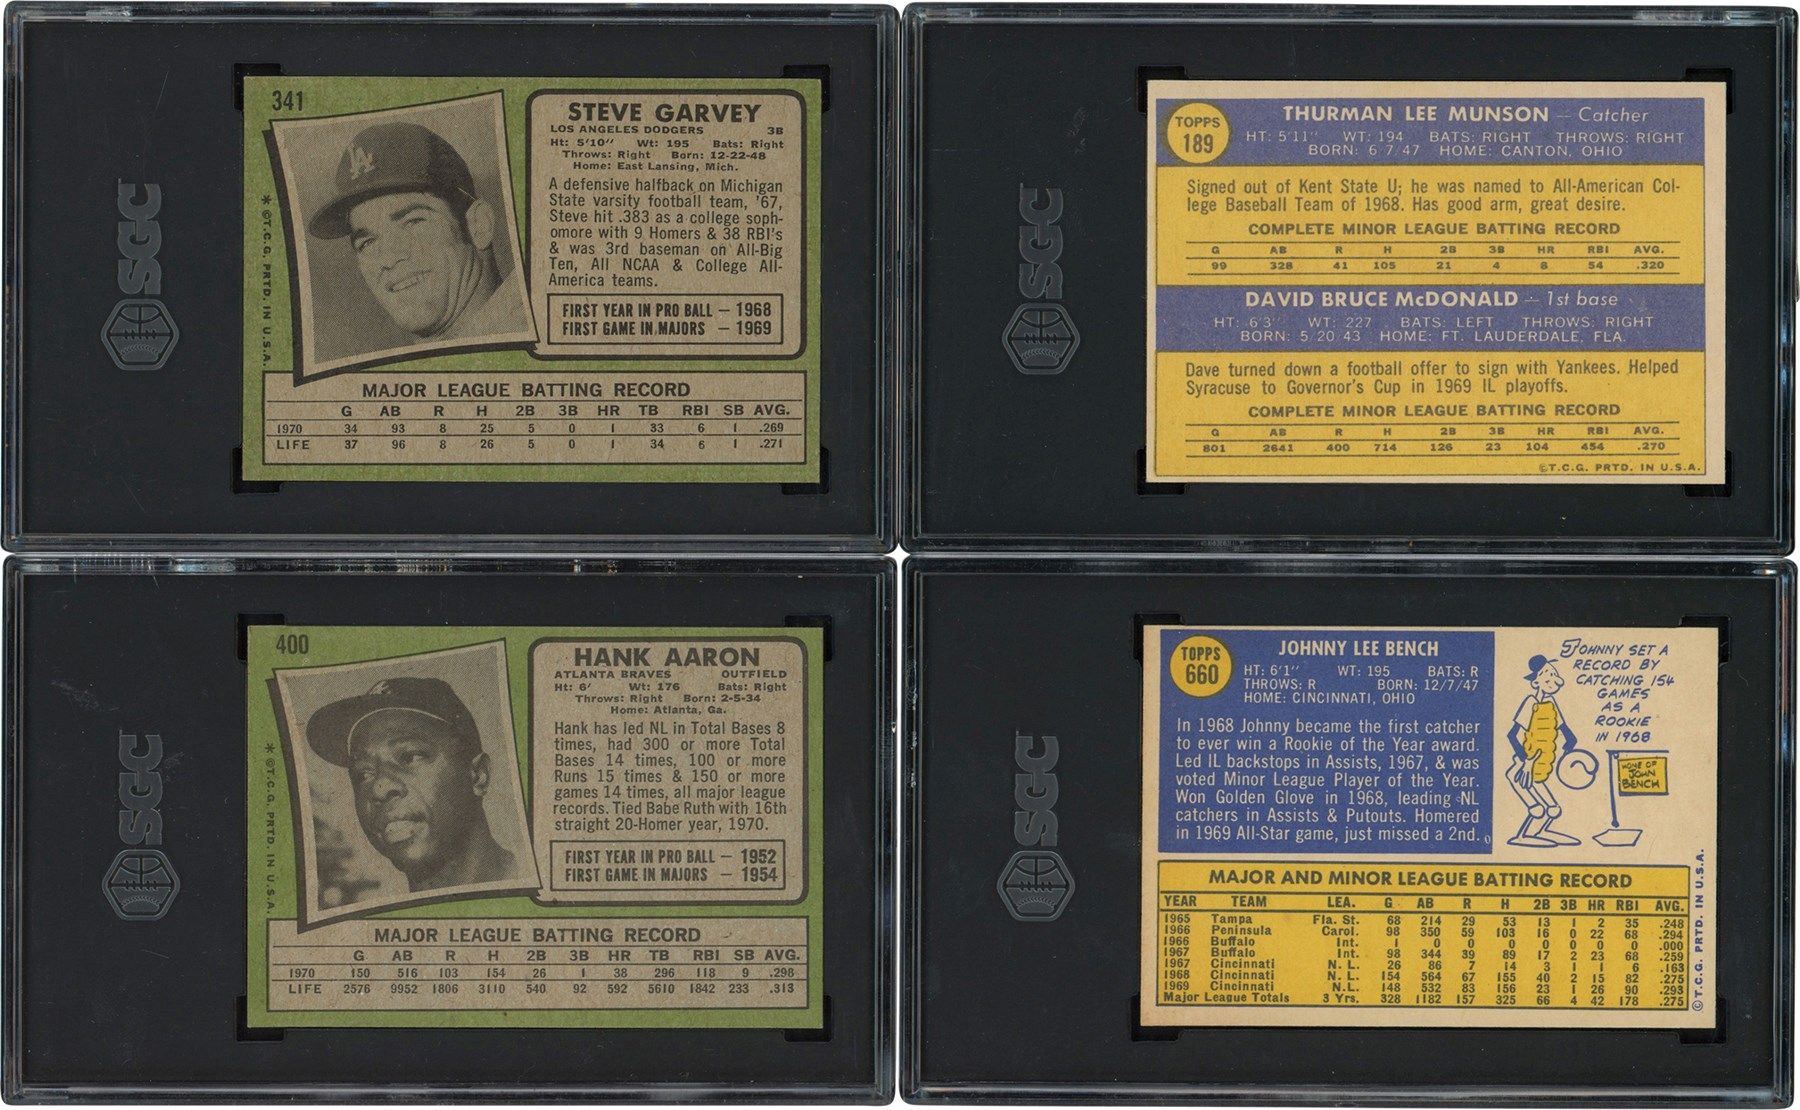 341
STEVE GARVEY
LOS ANGELES DODGERS 3B
Ht: 5'10" Wt: 195 Bats: Right
Throws: Right Born: 12-22-48
Home: East Lansing, Mich.
A defensive halfback on Michigan
State varsity football team, '67,
Steve hit .383 as a college soph-
omore with 9 Homers & 38 RBI's
& was 3rd baseman on All-Big
Ten, All NCAA & College All-
America teams.
FIRST YEAR IN PRO BALL — 1968
FIRST GAME IN MAJORS — 1969
MAJOR LEAGUE BATTING RECORD
G AB R H 2B 3B HR TB RBI SB AVG.
1970 34 93 8 25 5 0 1 33 6 1 .269
LIFE 37 96 8 26 5 0 1 34 6 1 .271
* ©T.C.G. PRTD. IN U.S.A.
LA
SGC
TOPPS
189
THURMAN LEE MUNSON — Catcher
HT: 5'11" WT: 194 BATS: RIGHT THROWS: RIGHT
BORN: 6/7/47 HOME: CANTON, OHIO
Signed out of Kent State U; he was named to All-American Col-
lege Baseball Team of 1968. Has good arm, great desire.
COMPLETE MINOR LEAGUE BATTING RECORD
G AB R H 2B 3B HR RBI AVG.
99 328 41 105 21 4 8 54 .320
DAVID BRUCE McDONALD — 1st base
HT: 6'3" WT: 227 BATS: LEFT THROWS: RIGHT
BORN: 5/20/43 HOME: FT. LAUDERDALE, FLA.
Dave turned down a football offer to sign with Yankees. Helped
Syracuse to Governor's Cup in 1969 IL playoffs.
COMPLETE MINOR LEAGUE BATTING RECORD
G AB R H 2B 3B HR RBI AVG.
801 2641 400 714 126 23 104 454 .270
©T.C.G. PRTD. IN U.S.A.
SGC
400
HANK AARON
ATLANTA BRAVES OUTFIELD
Ht: 6' Wt: 176 Bats: Right
Throws: Right Born: 2-5-34
Home: Atlanta, Ga.
Hank has led NL in Total Bases 8
times, had 300 or more Total
Bases 14 times, 100 or more
Runs 15 times & 150 or more
games 14 times, all major league
records. Tied Babe Ruth with 16th
straight 20-Homer year, 1970.
FIRST YEAR IN PRO BALL — 1952
FIRST GAME IN MAJORS — 1954
MAJOR LEAGUE BATTING RECORD
G AB R H 2B 3B HR TB RBI SB AVG.
1970 150 516 103 154 26 1 38 296 118 9 .298
LIFE 2576 9952 1806 3110 540 92 592 5610 1842 233 .313
* ©T.C.G. PRTD. IN U.S.A.
SGC
TOPPS
660
JOHNNY LEE BENCH
HT: 6'1" WT: 195 BATS: R
THROWS: R BORN: 12/7/47
HOME: CINCINNATI, OHIO
In 1968 Johnny became the first catcher
to ever win a Rookie of the Year award.
Led IL backstops in Assists, 1967, & was
voted Minor League Player of the Year.
Won Golden Glove in 1968, leading NL
catchers in Assists & Putouts. Homered
in 1969 All-Star game, just missed a 2nd.
JOHNNY SET A
RECORD BY
CATCHING 154
GAMES
AS A
ROOKIE
IN 1968
HOME OF
JOHN
BENCH
MAJOR AND MINOR LEAGUE BATTING RECORD
YEAR TEAM LEA. G AB R H 2B 3B HR RBI AVG.
1965 Tampa Fla. St. 68 214 29 53 13 1 2 35 .248
1966 Peninsula Carol. 98 350 59 103 16 0 22 68 .294
1966 Buffalo Int. 1 0 0 0 0 0 0 0 .000
1967 Buffalo Int. 98 344 39 89 17 2 23 68 .259
1967 Cincinnati N. L. 26 86 7 14 3 1 1 6 .163
1968 Cincinnati N. L. 154 564 67 155 40 2 15 82 .275
1969 Cincinnati N. L. 148 532 83 156 23 1 26 90 .293
Major League Totals 3 Yrs. 328 1182 157 325 66 4 42 178 .275
©T.C.G. PRTD. IN U.S.A.
SGC